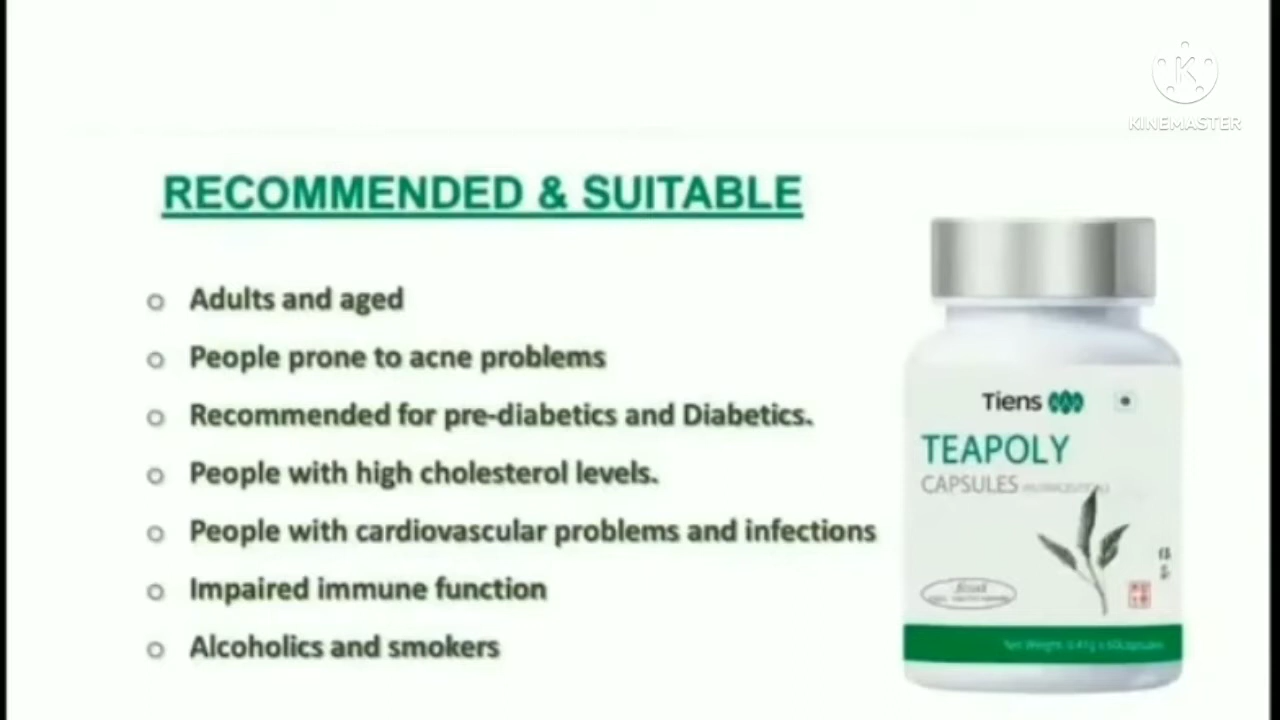 KINEMASTER
RECOMMENDED & SUITABLE
Adults and aged
People prone to acne problems
Recommended for pre-diabetics and Diabetics.
People with high cholesterol levels.
People with cardiovascular problems and infections
Impaired immune function
Alcoholics and smokers
Tiens
TEAPOLY
CAPSULES